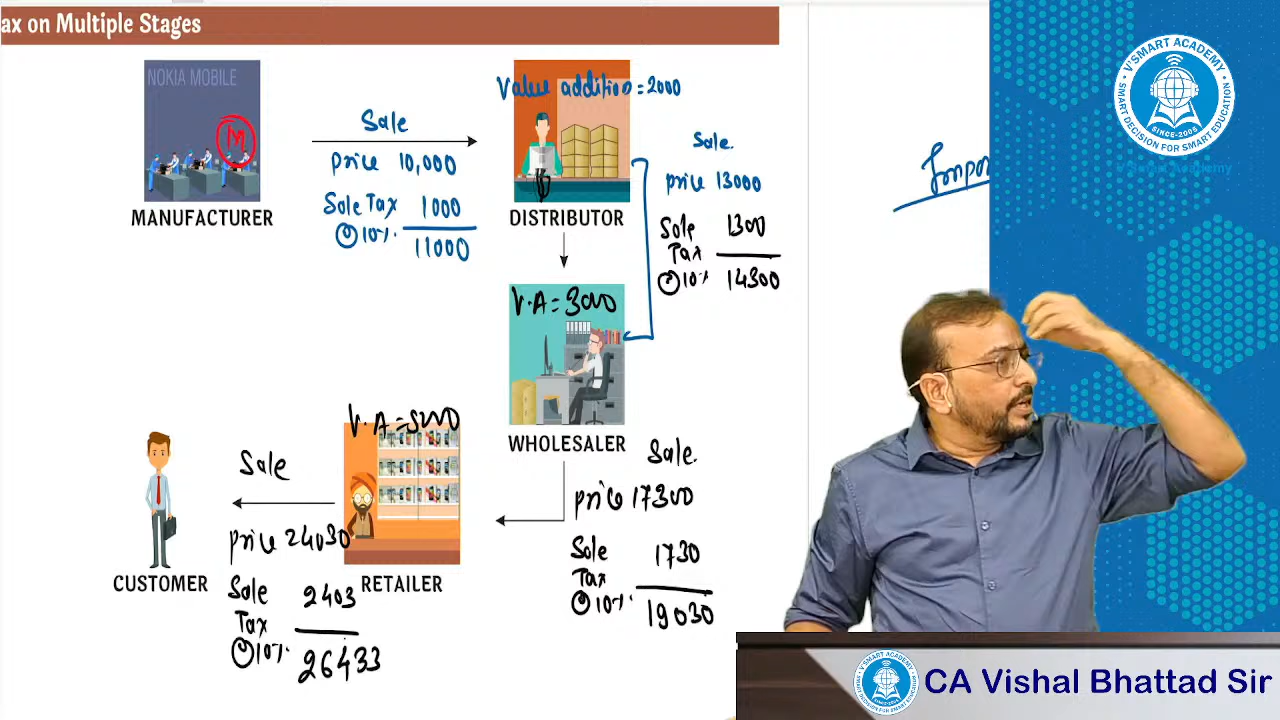 ax on Multiple Stages
NOKIA MOBILE
M
MANUFACTURER
Sale
price 10,000
Sale Tax 1000
@10%.
11000
Value addition = 2000
DISTRIBUTOR
Sale.
price 13000
Sale 1300
Tax
@10% 14300
V.A = 3000
WHOLESALER
Sale.
price 17300
Sale 1730
Tax
@10%.
19030
V.A = 5000
RETAILER
Sale
price 24030
Sale 2403
Tax
@10%.
26433
CUSTOMER
Impo
V'SMART ACADEMY
SINCE-2005
SMART DECISION FOR SMART EDUCATION
V'SMART ACADEMY
CA Vishal Bhattad Sir